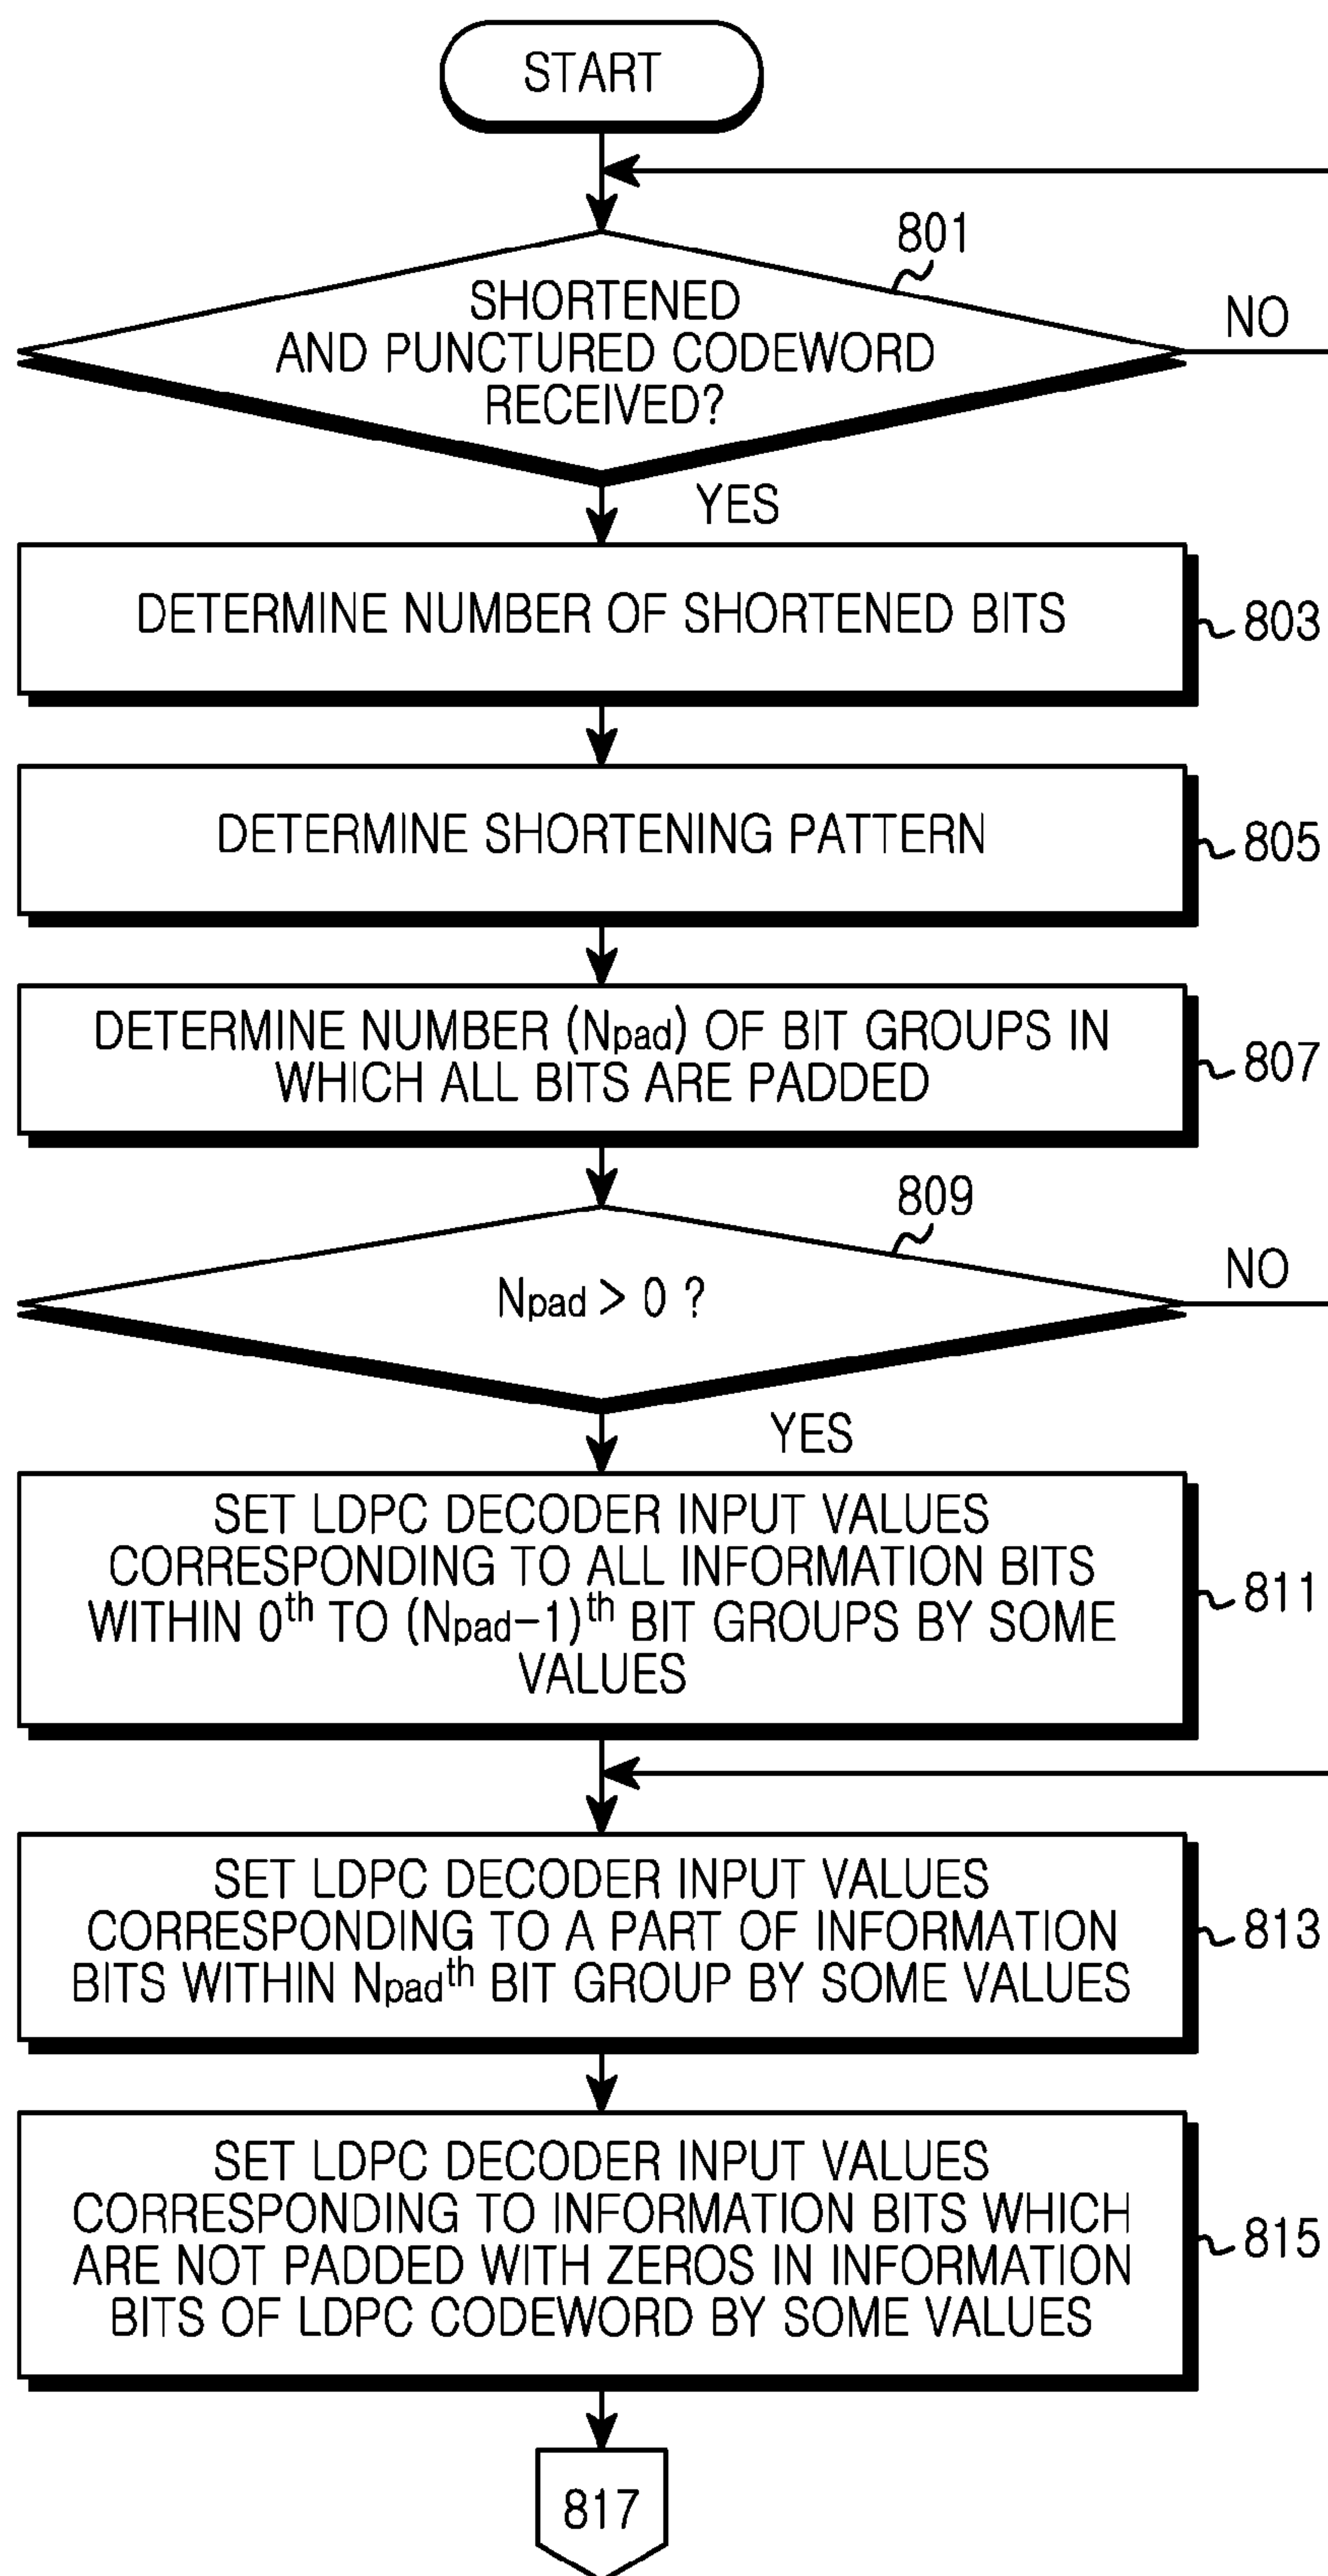 START
801
SHORTENED
AND PUNCTURED CODEWORD
RECEIVED?
NO
YES
DETERMINE NUMBER OF SHORTENED BITS
803
DETERMINE SHORTENING PATTERN
805
DETERMINE NUMBER (Npad) OF BIT GROUPS IN
WHICH ALL BITS ARE PADDED
807
809
Npad > 0 ?
NO
YES
SET LDPC DECODER INPUT VALUES
CORRESPONDING TO ALL INFORMATION BITS
WITHIN 0th TO (Npad-1)th BIT GROUPS BY SOME
VALUES
811
SET LDPC DECODER INPUT VALUES
CORRESPONDING TO A PART OF INFORMATION
BITS WITHIN Npadth BIT GROUP BY SOME VALUES
813
SET LDPC DECODER INPUT VALUES
CORRESPONDING TO INFORMATION BITS WHICH
ARE NOT PADDED WITH ZEROS IN INFORMATION
BITS OF LDPC CODEWORD BY SOME VALUES
815
817